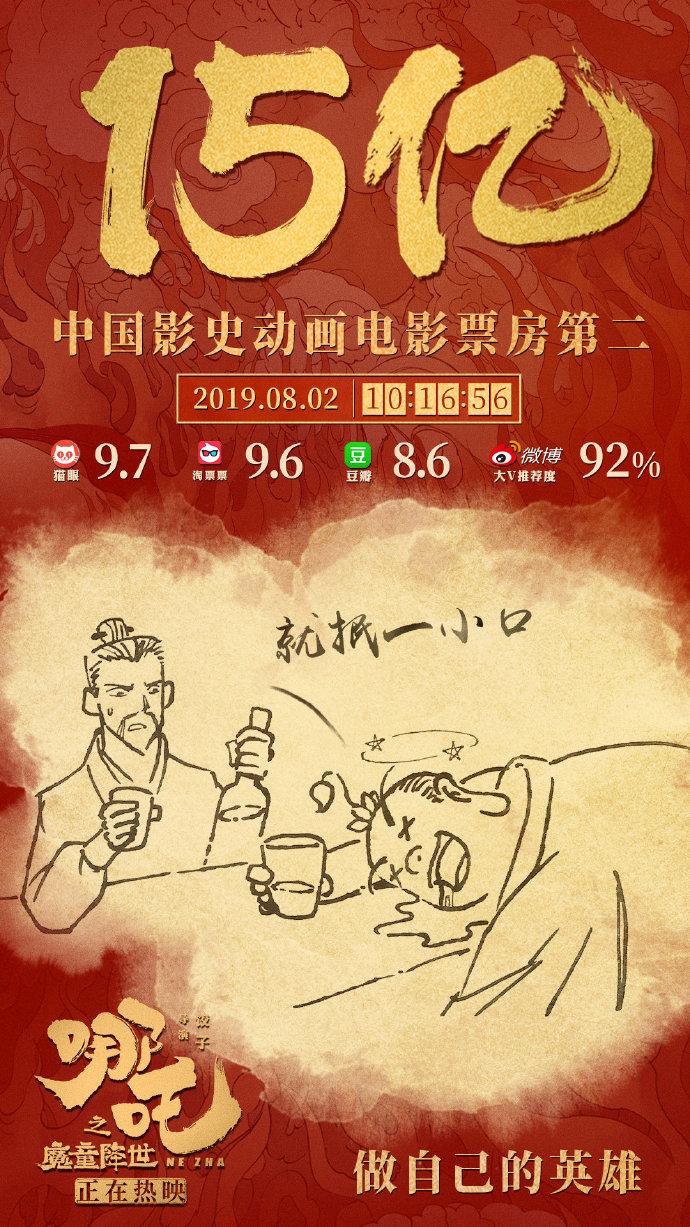 15亿
中国影史动画电影票房第二
2019.08.02 10:16:56
猫眼 9.7 淘票票 9.6 豆瓣 8.6 微博 大V推荐度 92%
就抿一小口
导演 饺子
哪吒
之
魔童降世 NE ZHA
正在热映
做自己的英雄